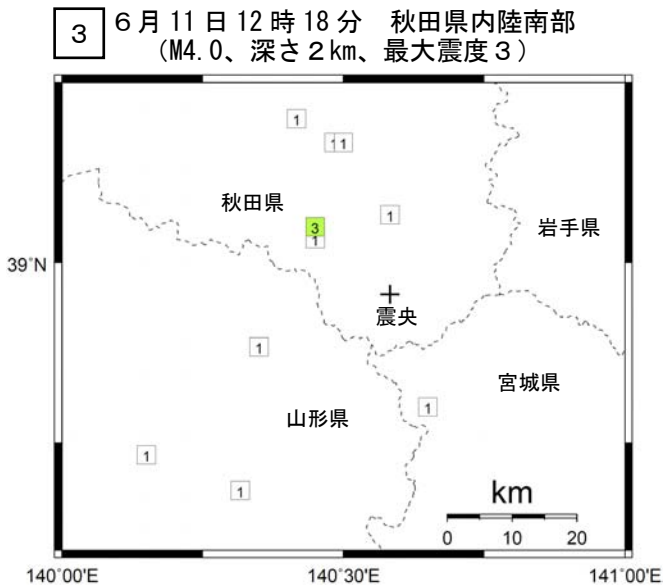 3 6月11日12時18分 秋田県内陸南部
(M4.0、深さ2km、最大震度3)
1
1 1
秋田県
1
岩手県
3
1
39°N
震央
1
宮城県
1
山形県
1
km
1
0 10 20
140°00'E 140°30'E 141°00'E